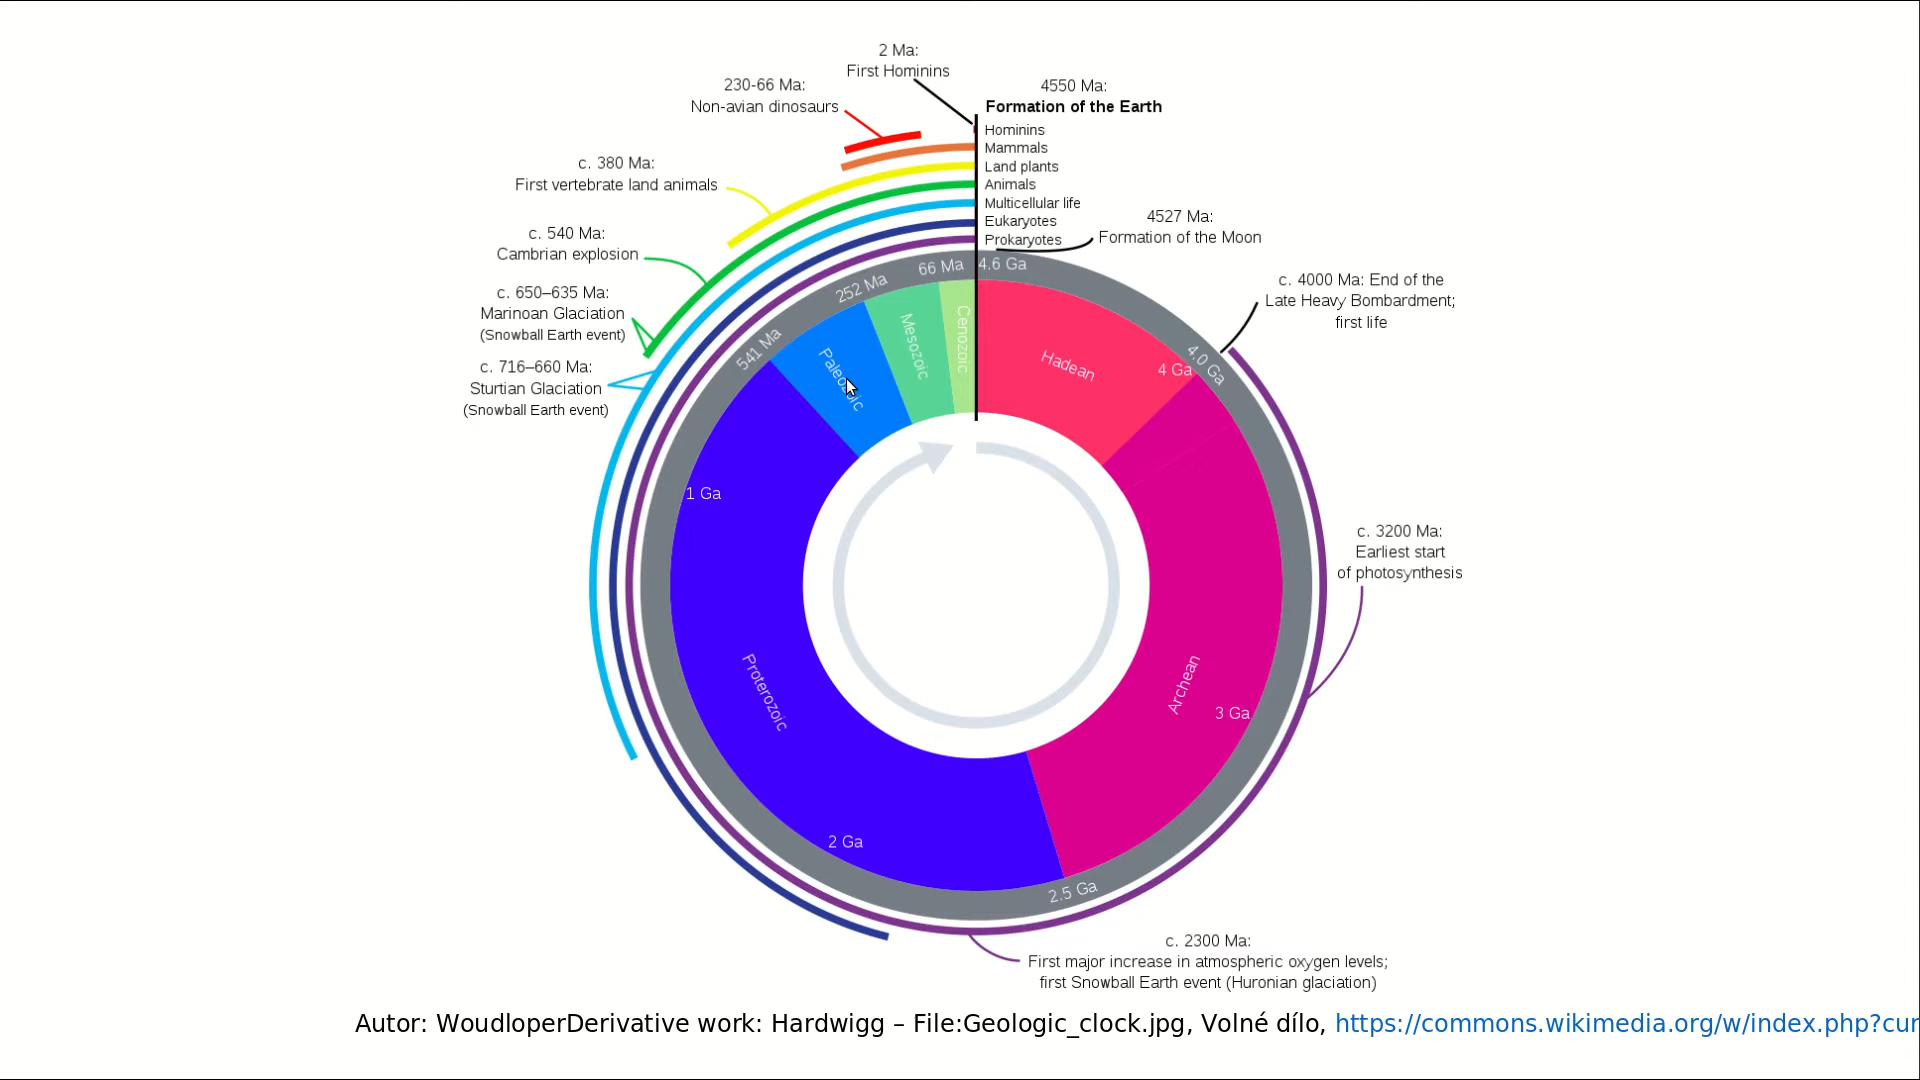 2 Ma:
First Hominins
230-66 Ma:
Non-avian dinosaurs
4550 Ma:
Formation of the Earth
Hominins
Mammals
Land plants
Animals
Multicellular life
Eukaryotes
Prokaryotes
c. 380 Ma:
First vertebrate land animals
4527 Ma:
Formation of the Moon
c. 540 Ma:
Cambrian explosion
c. 650–635 Ma:
Marinoan Glaciation
(Snowball Earth event)
c. 716–660 Ma:
Sturtian Glaciation
(Snowball Earth event)
c. 4000 Ma: End of the
Late Heavy Bombardment;
first life
541 Ma
252 Ma
66 Ma
4.6 Ga
4.0 Ga
2.5 Ga
Paleozoic
Mesozoic
Cenozoic
Hadean
4 Ga
1 Ga
c. 3200 Ma:
Earliest start
of photosynthesis
Proterozoic
Archean
3 Ga
2 Ga
c. 2300 Ma:
First major increase in atmospheric oxygen levels;
first Snowball Earth event (Huronian glaciation)
Autor: WoudloperDerivative work: Hardwigg – File:Geologic_clock.jpg, Volné dílo, https://commons.wikimedia.org/w/index.php?cur